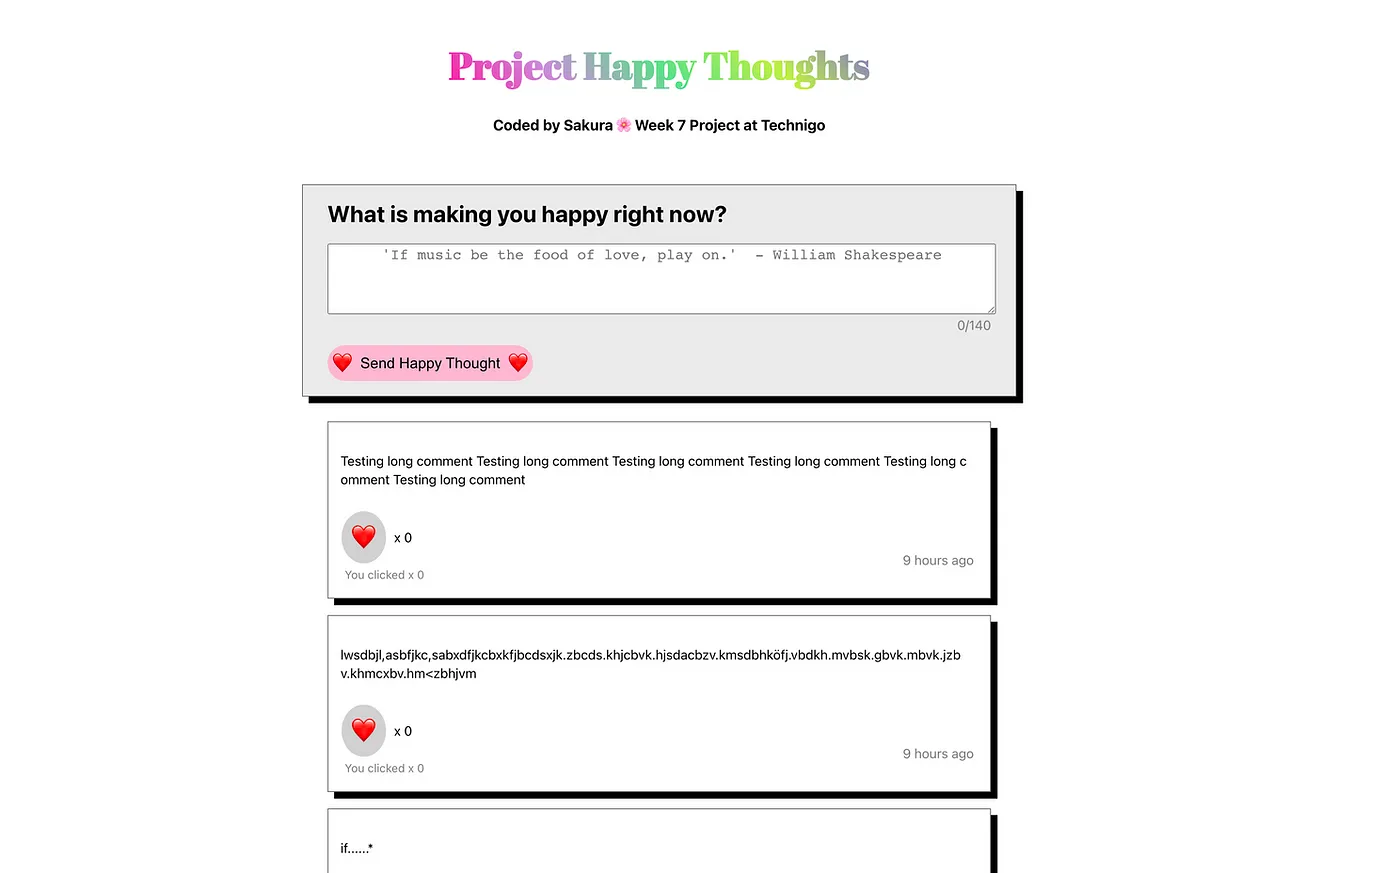 Project Happy Thoughts
Coded by Sakura 🌸 Week 7 Project at Technigo
What is making you happy right now?
'If music be the food of love, play on.'  - William Shakespeare
0/140
❤️ Send Happy Thought ❤️
Testing long comment Testing long comment Testing long comment Testing long comment Testing long c
omment Testing long comment
❤️ x 0
9 hours ago
You clicked x 0
lwsdbjl,asbfjkc,sabxdfjkcbxkfjbcdsxjk.zbcds.khjcbvk.hjsdacbzv.kmsdbhköfj.vbdkh.mvbsk.gbvk.mbvk.jzb
v.khmcxbv.hm<zbhjvm
❤️ x 0
9 hours ago
You clicked x 0
if......*